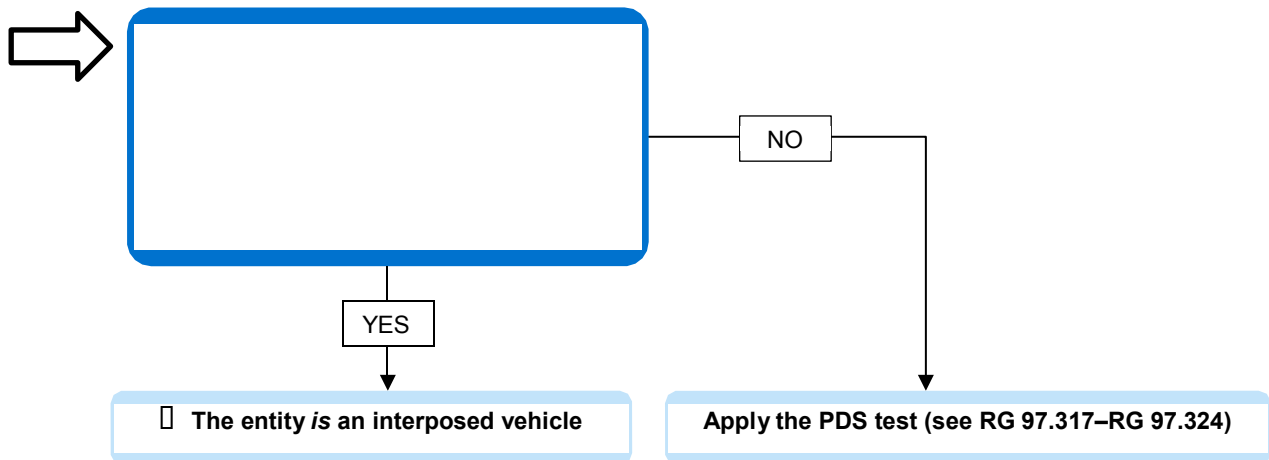 NO
YES
The entity is an interposed vehicle
Apply the PDS test (see RG 97.317–RG 97.324)